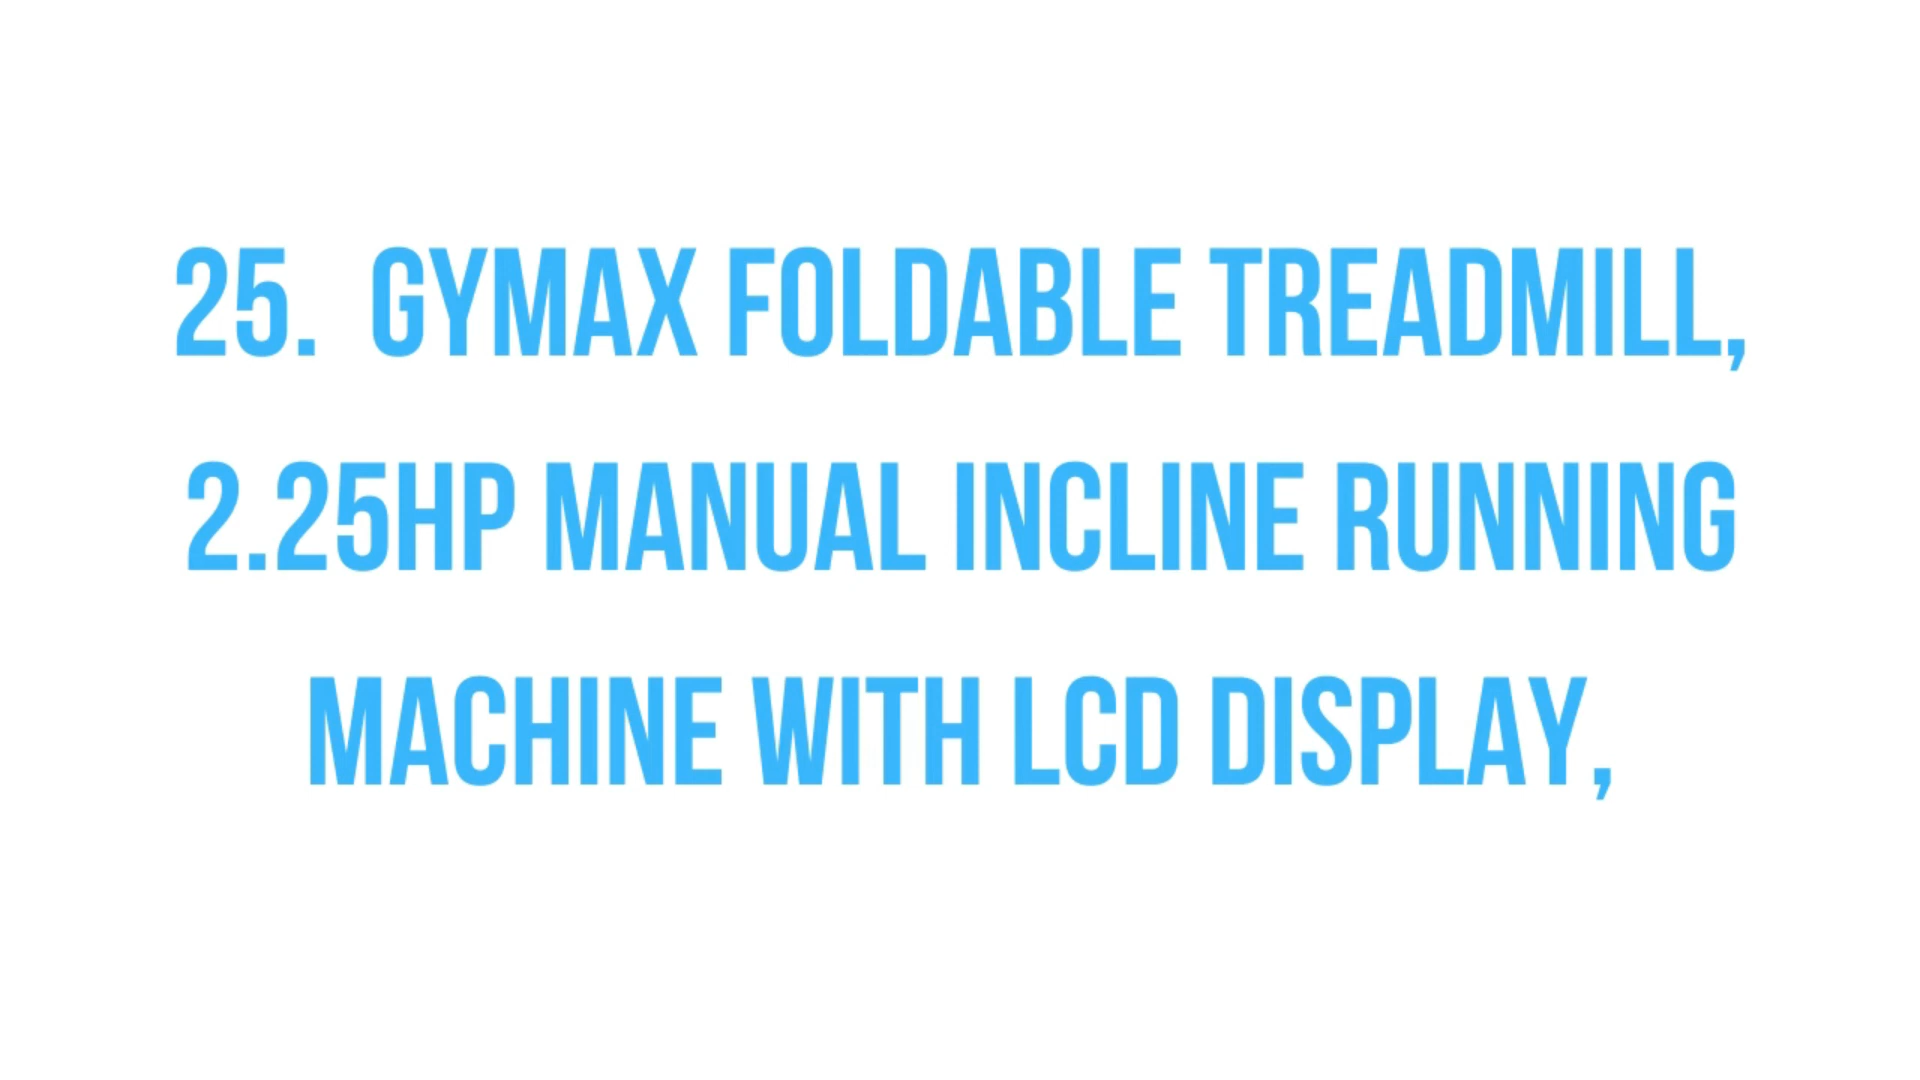 25. GYMAX FOLDABLE TREADMILL,
2.25HP MANUAL INCLINE RUNNING
MACHINE WITH LCD DISPLAY,